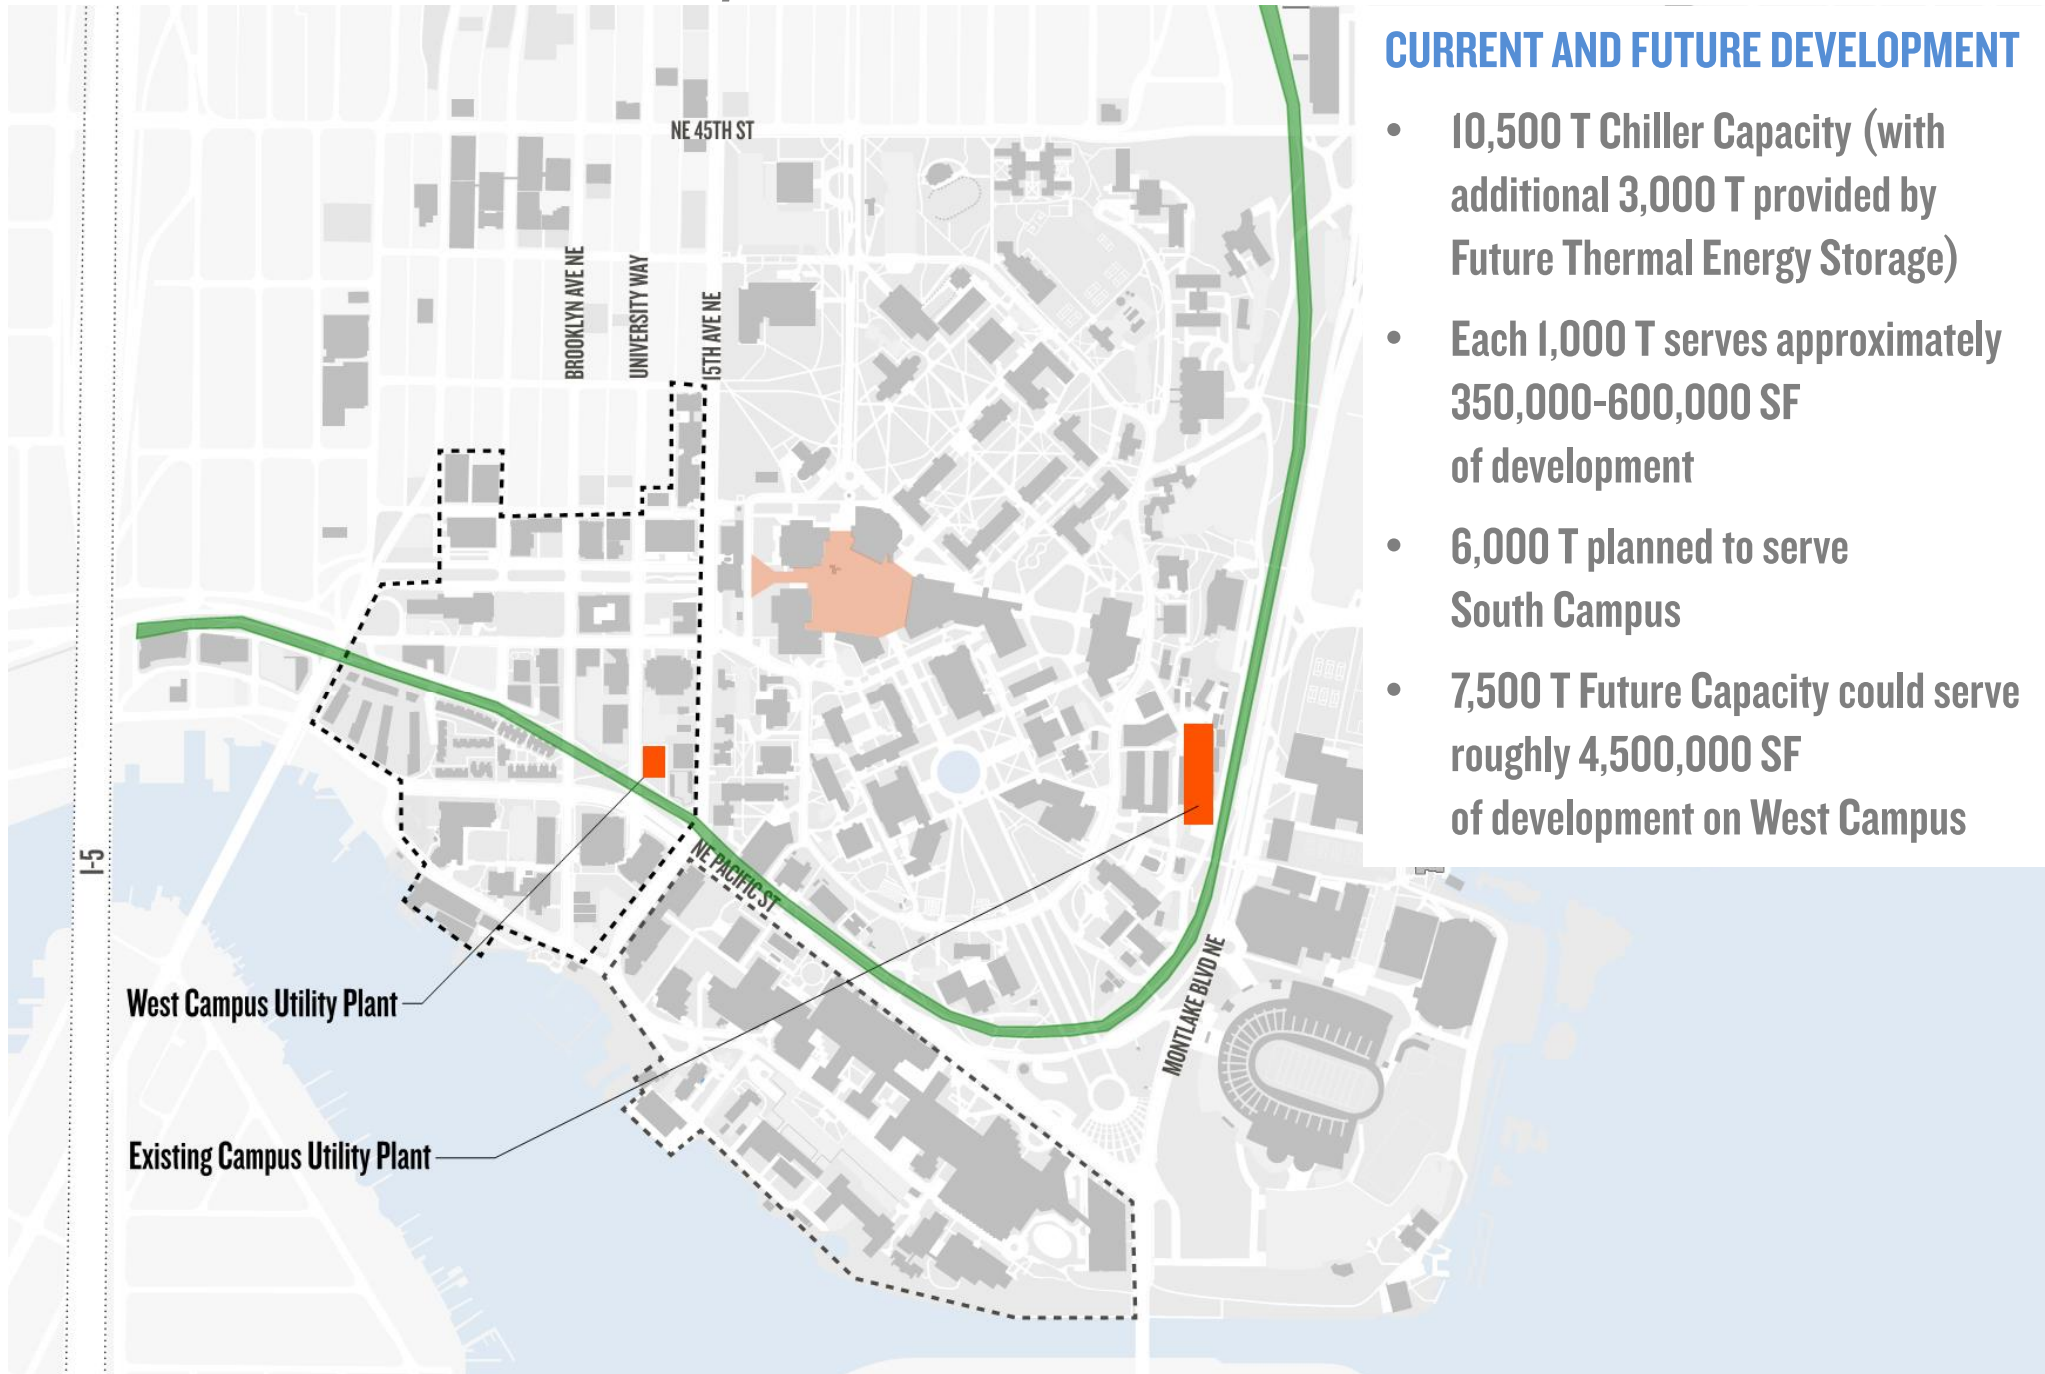 CURRENT AND FUTURE DEVELOPMENT
• 10,500 T Chiller Capacity (with
additional 3,000 T provided by
Future Thermal Energy Storage)
• Each 1,000 T serves approximately
350,000-600,000 SF
of development
• 6,000 T planned to serve
South Campus
• 7,500 T Future Capacity could serve
roughly 4,500,000 SF
of development on West Campus
NE 45TH ST
BROOKLYN AVE NE
UNIVERSITY WAY
15TH AVE NE
I-5
NE PACIFIC ST
MONTLAKE BLVD NE
West Campus Utility Plant
Existing Campus Utility Plant